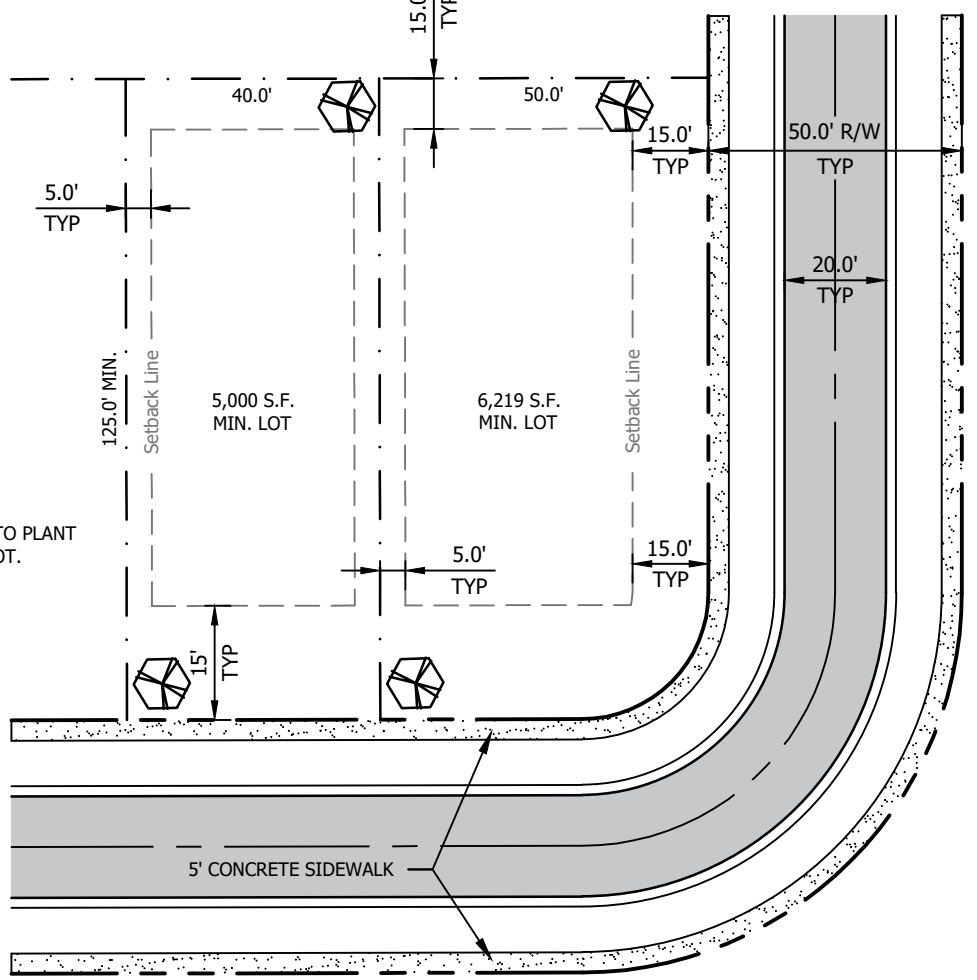 15.0'
TYP
40.0'
50.0'
15.0'
TYP
50.0' R/W
TYP
5.0'
TYP
20.0'
TYP
125.0' MIN.
Setback Line
5,000 S.F.
MIN. LOT
6,219 S.F.
MIN. LOT
Setback Line
TO PLANT
OT.
5.0'
TYP
15.0'
TYP
15'
TYP
5' CONCRETE SIDEWALK